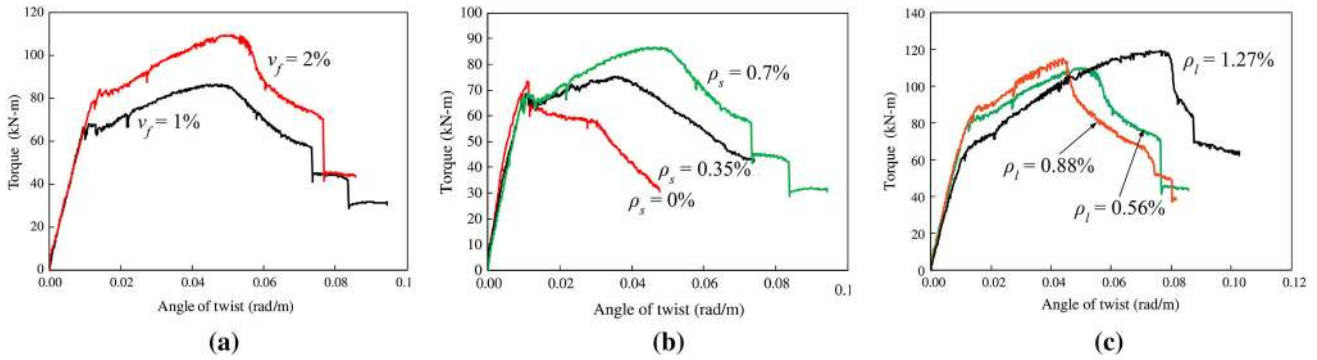 120
100
80
60
40
20
0
Torque (kN-m)
v_f = 2%
v_f = 1%
0.00 0.02 0.04 0.06 0.08 0.1
Angle of twist (rad/m)
(a)
100
90
80
70
60
50
40
30
20
10
0
Torque (kN-m)
ρ_s = 0.7%
ρ_s = 0.35%
ρ_s = 0%
0.00 0.02 0.04 0.06 0.08 0.1
Angle of twist (rad/m)
(b)
140
120
100
80
60
40
20
0
Torque (kN-m)
ρ_l = 1.27%
ρ_l = 0.88%
ρ_l = 0.56%
0.00 0.02 0.04 0.06 0.08 0.10 0.12
Angle of twist (rad/m)
(c)